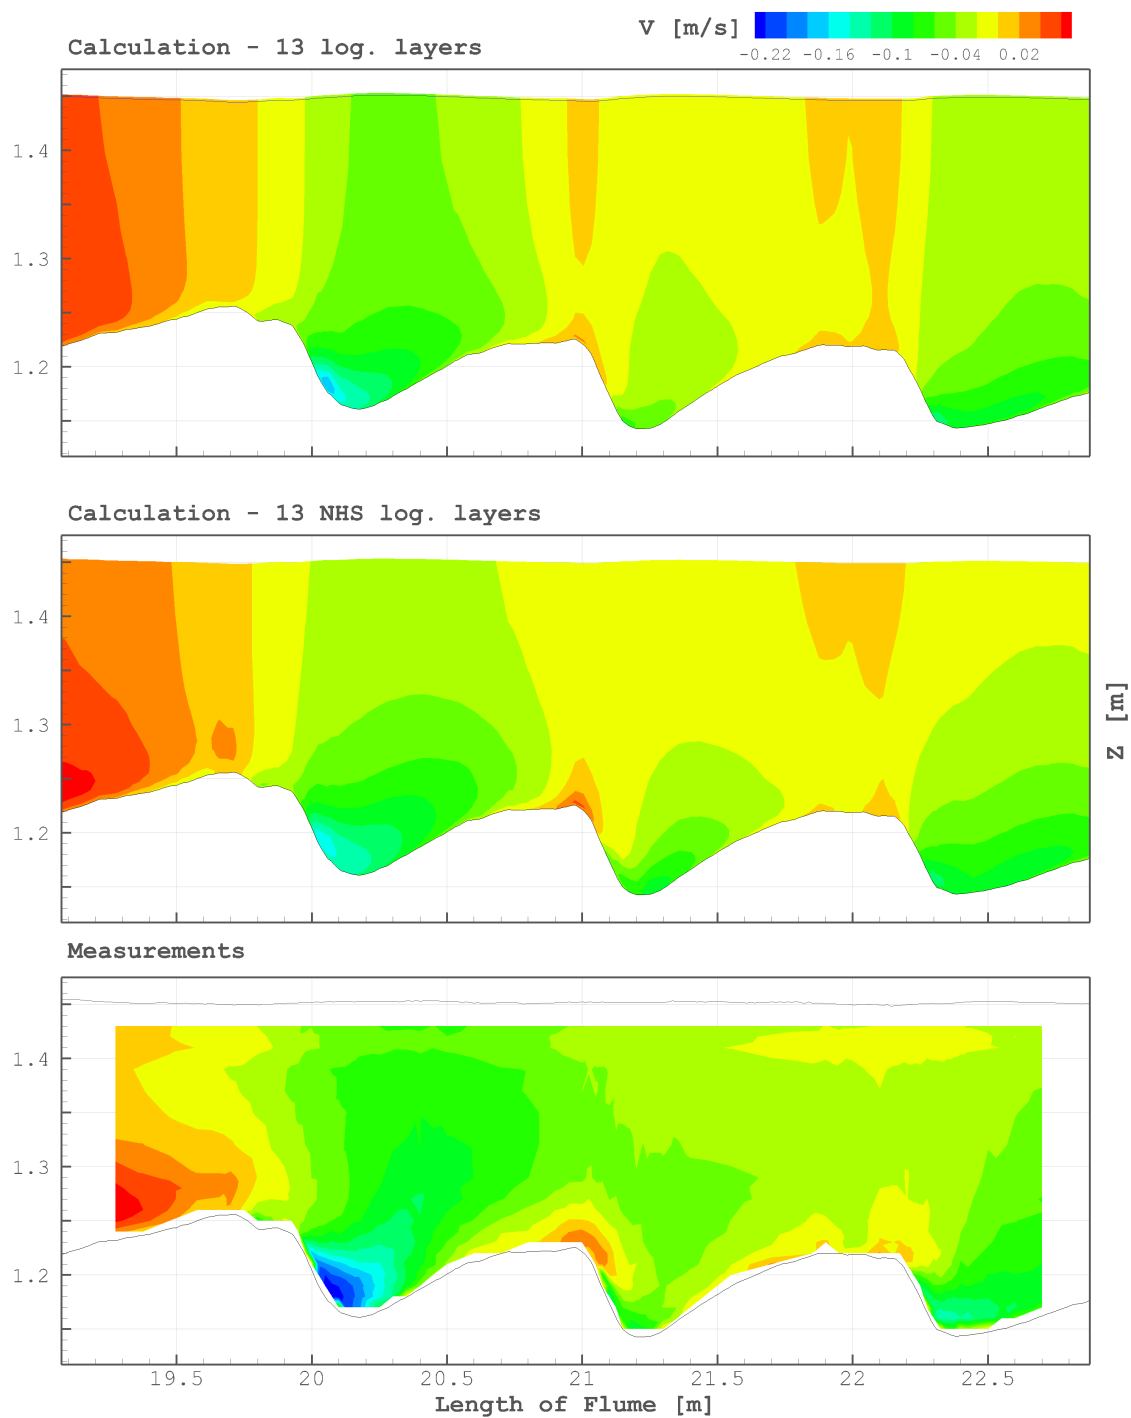 V [m/s]
-0.22 -0.16 -0.1 -0.04 0.02
Calculation - 13 log. layers
1.4
1.3
1.2
Calculation - 13 NHS log. layers
1.4
1.3
1.2
Z [m]
Measurements
1.4
1.3
1.2
19.5 20 20.5 21 21.5 22 22.5
Length of Flume [m]